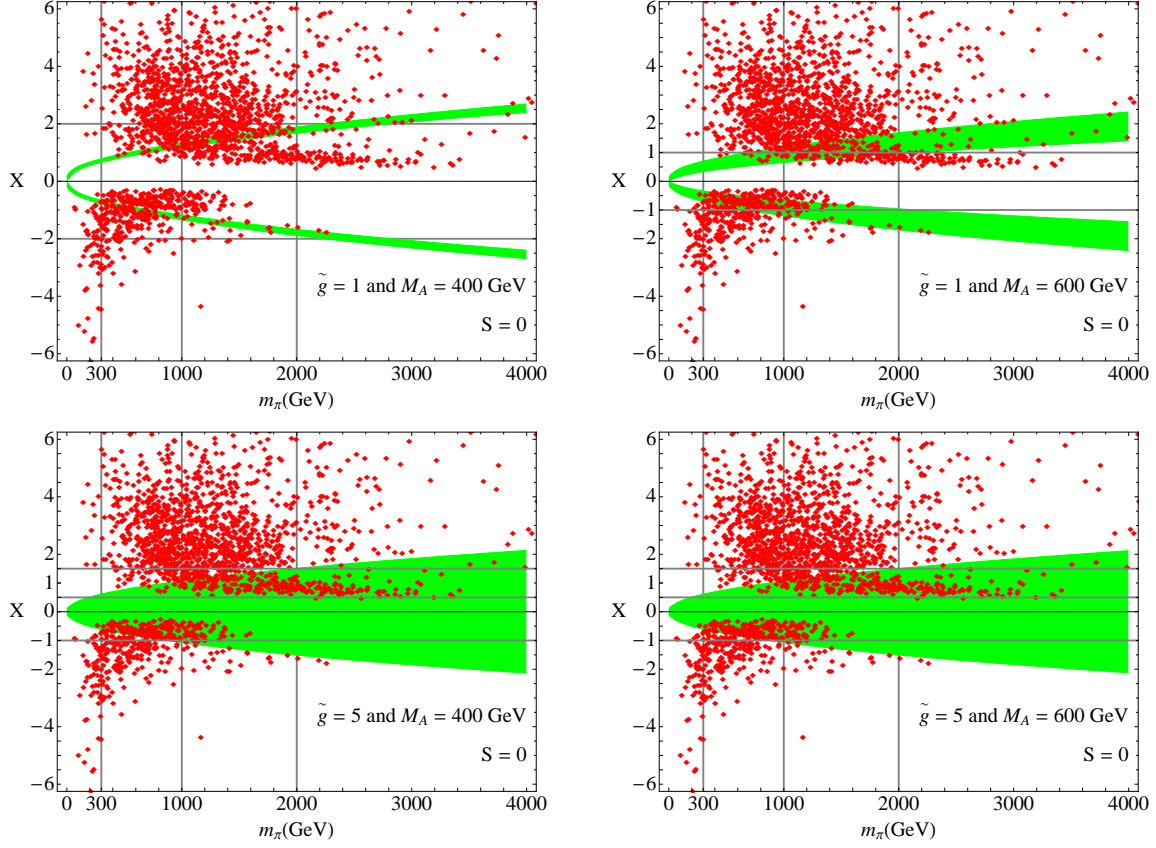 6
4
2
X 0
−2
−4
−6
g̃ = 1 and M_A = 400 GeV
S = 0
0 300 1000 2000 3000 4000
m_π(GeV)
6
4
2
1
X 0
−1
−2
−4
−6
g̃ = 1 and M_A = 600 GeV
S = 0
0 300 1000 2000 3000 4000
m_π(GeV)
6
4
2
1
X 0
−1
−2
−4
−6
g̃ = 5 and M_A = 400 GeV
S = 0
0 300 1000 2000 3000 4000
m_π(GeV)
6
4
2
1
X 0
−1
−2
−4
−6
g̃ = 5 and M_A = 600 GeV
S = 0
0 300 1000 2000 3000 4000
m_π(GeV)